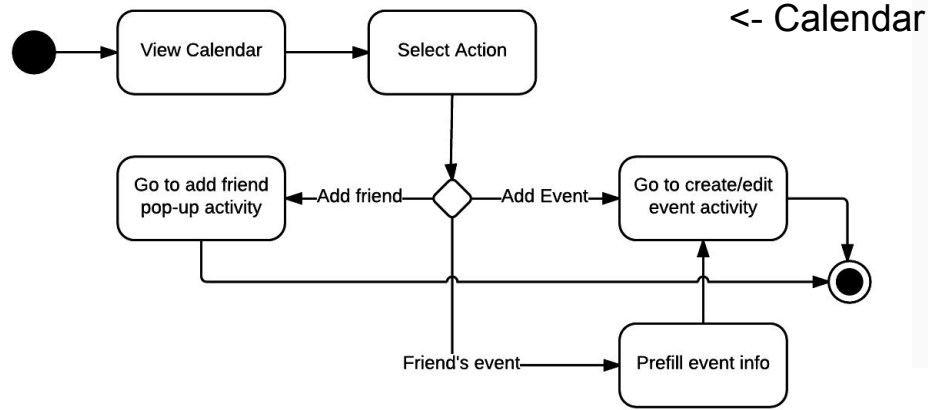 <- Calendar
View Calendar
Select Action
Go to add friend
pop-up activity
Add friend
Add Event
Go to create/edit
event activity
Friend's event
Prefill event info